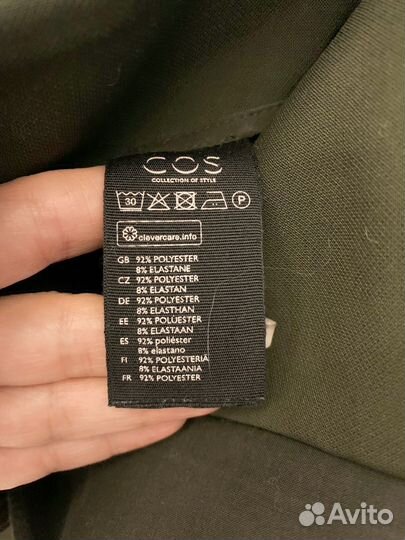 COS
COLLECTION OF STYLE
30 P
clevercare.info
GB 92% POLYESTER
8% ELASTANE
CZ 92% POLYESTER
8% ELASTAN
DE 92% POLYESTER
8% ELASTHAN
EE 92% POLÜESTER
8% ELASTAAN
ES 92% poliéster
8% elastano
FI 92% POLYESTERIÄ
8% ELASTAANIA
FR 92% POLYESTER
Avito